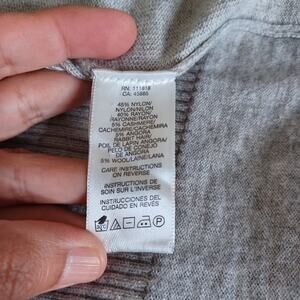 RN: 111818
CA: 45885
45% NYLON/
NYLON/NILON
40% RAYON/
RAYONNE/RAYON
5% CASHMERE/
CACHEMIRE/CACHEMIRA
5% ANGORA
RABBIT HAIR/
POIL DE LAPIN ANGORA/
PELO DE CONEJO
DE ANGORA
5% WOOL/LAINE/LANA
CARE INSTRUCTIONS
ON REVERSE
INSTRUCTIONS DE
SOIN SUR L'INVERSE
INSTRUCCIONES DEL
CUIDADO EN REVÉS